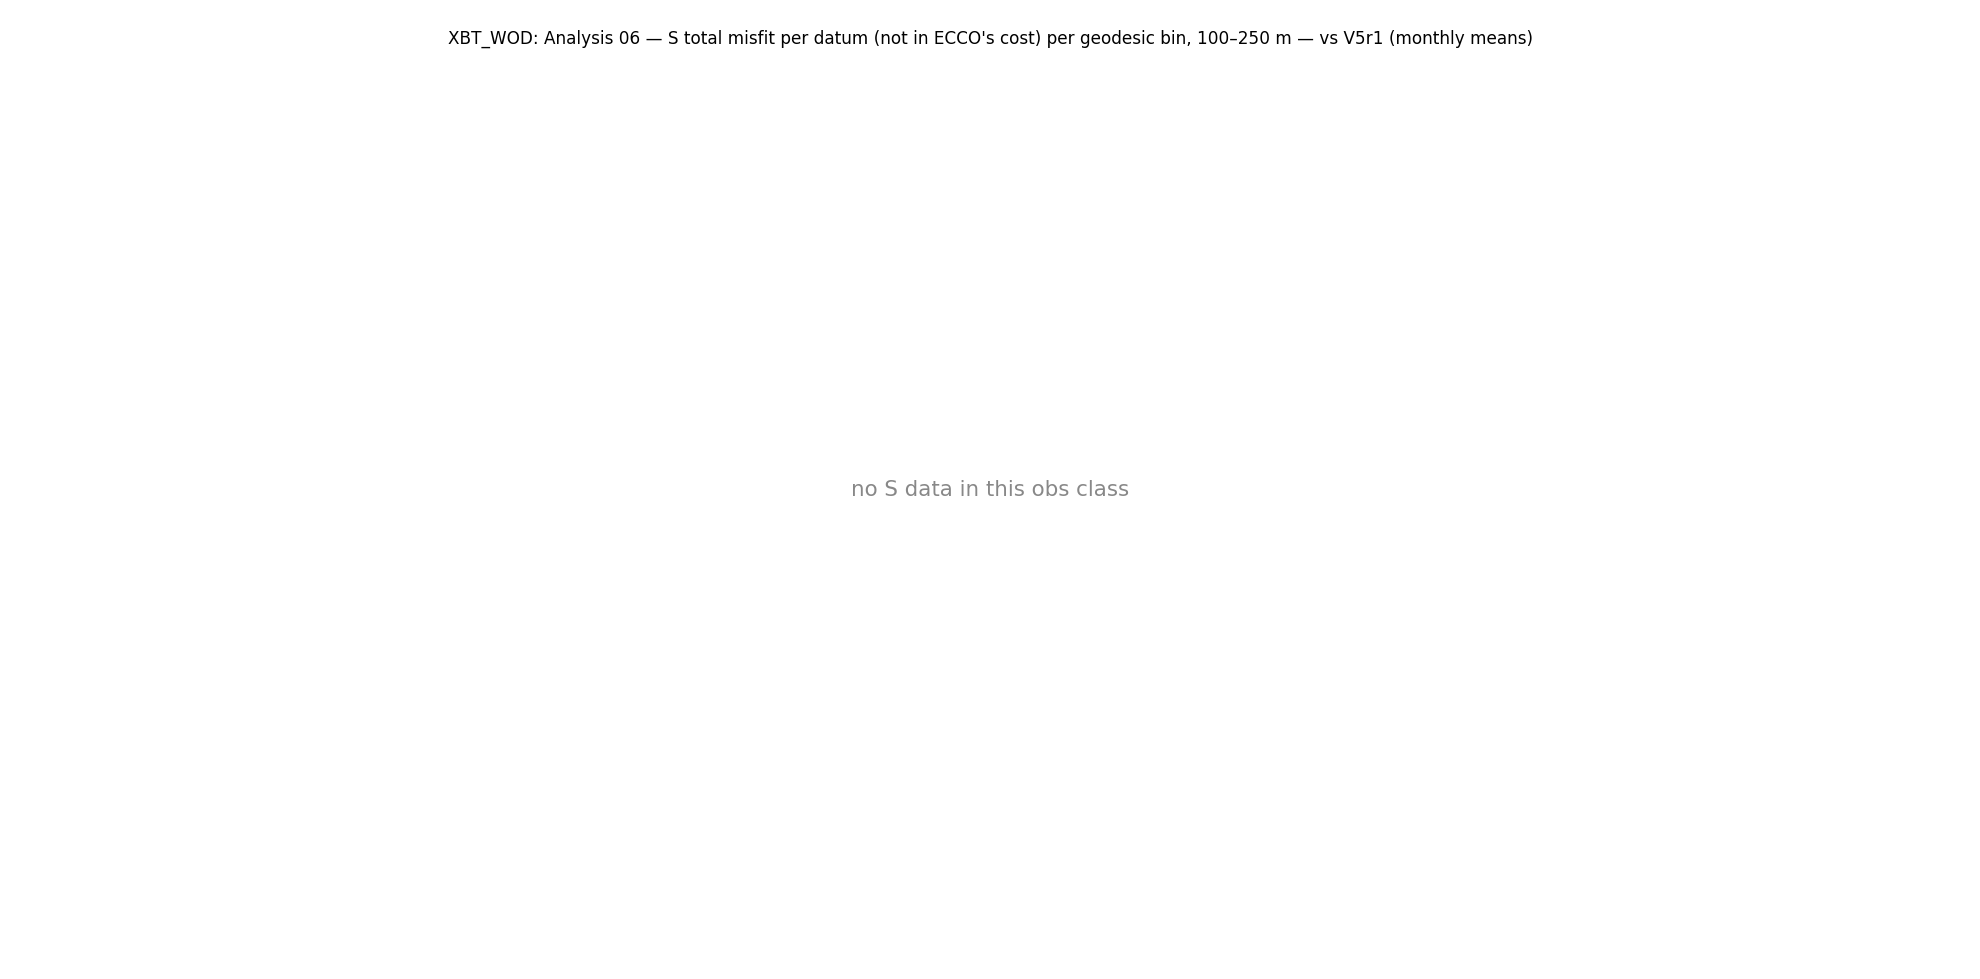 XBT_WOD: Analysis 06 — S total misfit per datum (not in ECCO's cost) per geodesic bin, 100–250 m — vs V5r1 (monthly means)
no S data in this obs class